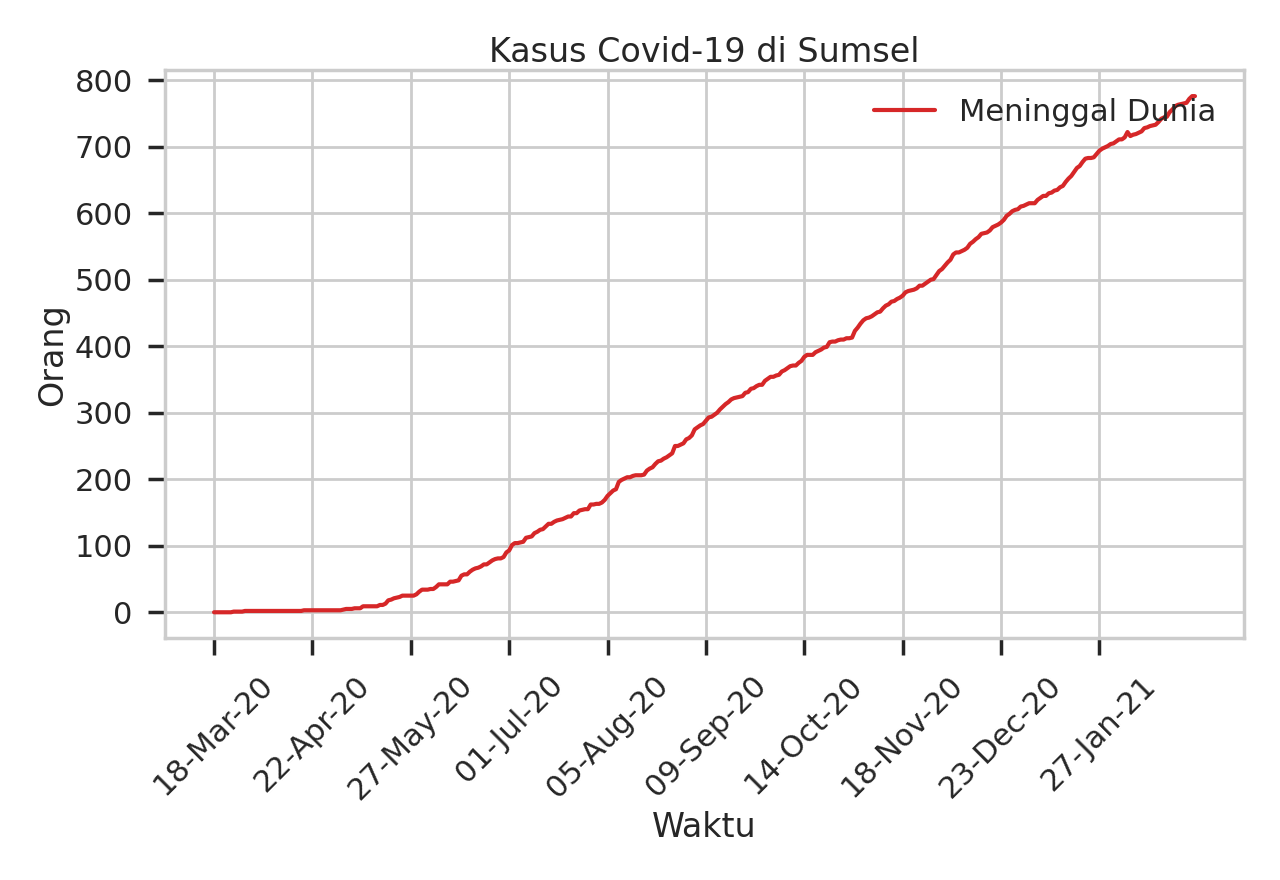 Kasus Covid-19 di Sumsel
Meninggal Dunia
Orang
800
700
600
500
400
300
200
100
0
18-Mar-20
22-Apr-20
27-May-20
01-Jul-20
05-Aug-20
09-Sep-20
14-Oct-20
18-Nov-20
23-Dec-20
27-Jan-21
Waktu